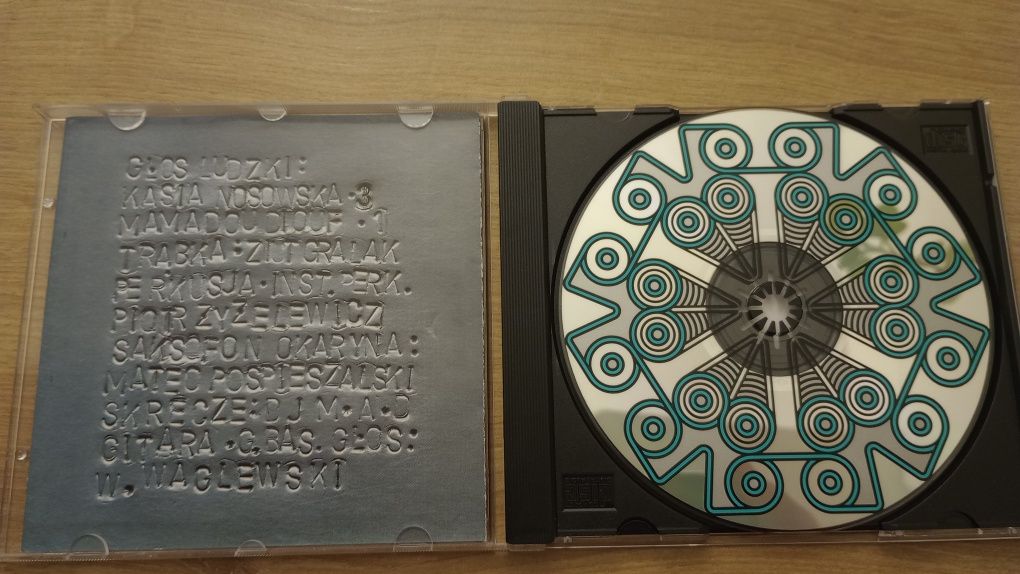 GŁOS LUDZKI:
KASIA NOSOWSKA · 8
MAMADOU DIOUF · 1
TRĄBKA : ZIUT GRALAK
PERKUSJA · INST. PERK.
PIOTR ŻYŻELEWICZ
SAKSOFON OKARYNA :
MATEO POSPIESZALSKI
SKRECZE : DJ M · A · D
GITARA · G. BAS. GŁOS :
W. WAGLEWSKI